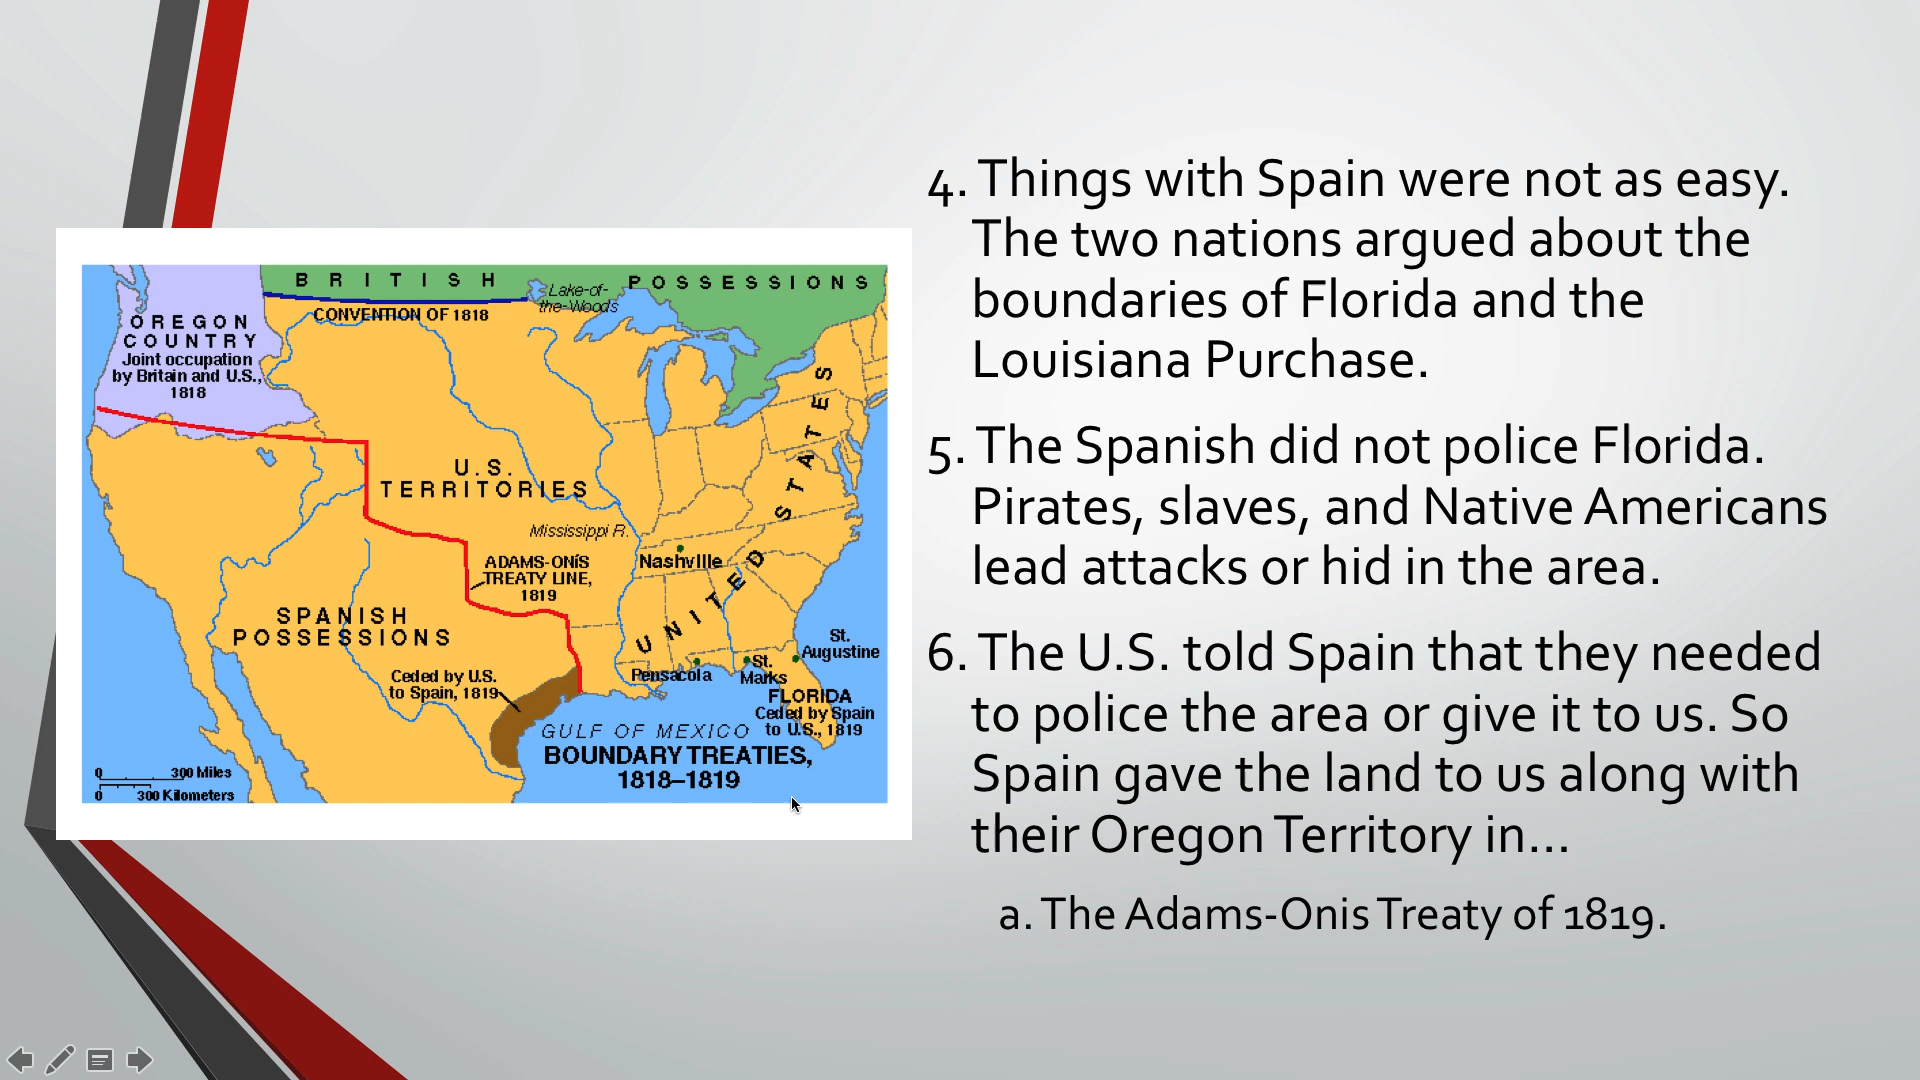 4. Things with Spain were not as easy.
The two nations argued about the
boundaries of Florida and the
Louisiana Purchase.
5. The Spanish did not police Florida.
Pirates, slaves, and Native Americans
lead attacks or hid in the area.
6. The U.S. told Spain that they needed
to police the area or give it to us. So
Spain gave the land to us along with
their Oregon Territory in...
a. The Adams-Onis Treaty of 1819.
BRITISH POSSESSIONS
Lake-of-
the-Woods
CONVENTION OF 1818
OREGON
COUNTRY
Joint occupation
by Britain and U.S.,
1818
U.S.
TERRITORIES
Mississippi R.
UNITED STATES
Nashville
ADAMS-ONíS
TREATY LINE,
1819
SPANISH
POSSESSIONS
Ceded by U.S.
to Spain, 1819
Pensacola
St.
Marks
St.
Augustine
FLORIDA
Ceded by Spain
to U.S., 1819
GULF OF MEXICO
BOUNDARY TREATIES,
1818–1819
0 300 Miles
0 300 Kilometers